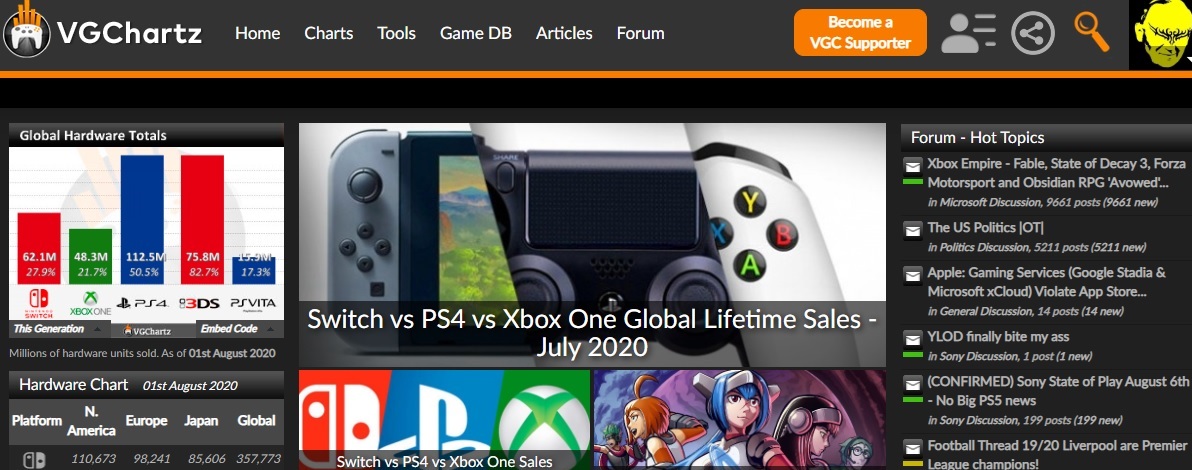 VGChartz
Home
Charts
Tools
Game DB
Articles
Forum
Become a
VGC Supporter
Global Hardware Totals
62.1M
27.9%
48.3M
21.7%
112.5M
50.5%
75.8M
82.7%
15.9M
17.3%
NINTENDO
SWITCH
XBOX ONE
PS4
3DS
PSVITA
This Generation
VGChartz
Embed Code
Millions of hardware units sold. As of 01st August 2020
Hardware Chart 01st August 2020
Platform
N.
America
Europe
Japan
Global
110,673
98,241
85,606
357,773
SHARE
Y
X
B
A
Switch vs PS4 vs Xbox One Global Lifetime Sales -
July 2020
Switch vs PS4 vs Xbox One Sales
Forum - Hot Topics
Xbox Empire - Fable, State of Decay 3, Forza
Motorsport and Obsidian RPG 'Avowed'...
in Microsoft Discussion, 9661 posts (9661 new)
The US Politics |OT|
in Politics Discussion, 5211 posts (5211 new)
Apple: Gaming Services (Google Stadia &
Microsoft xCloud) Violate App Store...
in General Discussion, 14 posts (14 new)
YLOD finally bite my ass
in Sony Discussion, 1 post (1 new)
(CONFIRMED) Sony State of Play August 6th
- No Big PS5 news
in Sony Discussion, 199 posts (199 new)
Football Thread 19/20 Liverpool are Premier
League champions!